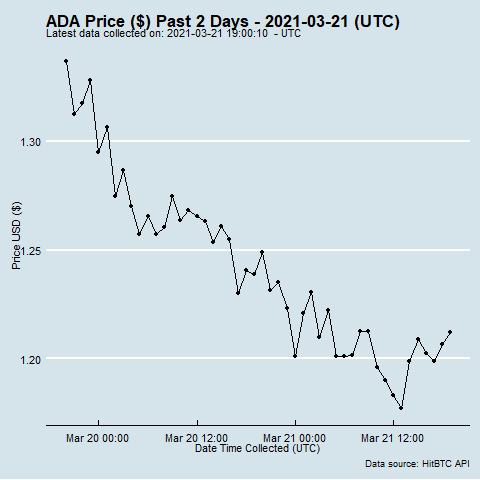 ADA Price ($) Past 2 Days - 2021-03-21 (UTC)
Latest data collected on: 2021-03-21 19:00:10 - UTC
1.30
1.25
1.20
Price USD ($)
Mar 20 00:00 Mar 20 12:00 Mar 21 00:00 Mar 21 12:00
Date Time Collected (UTC)
Data source: HitBTC API